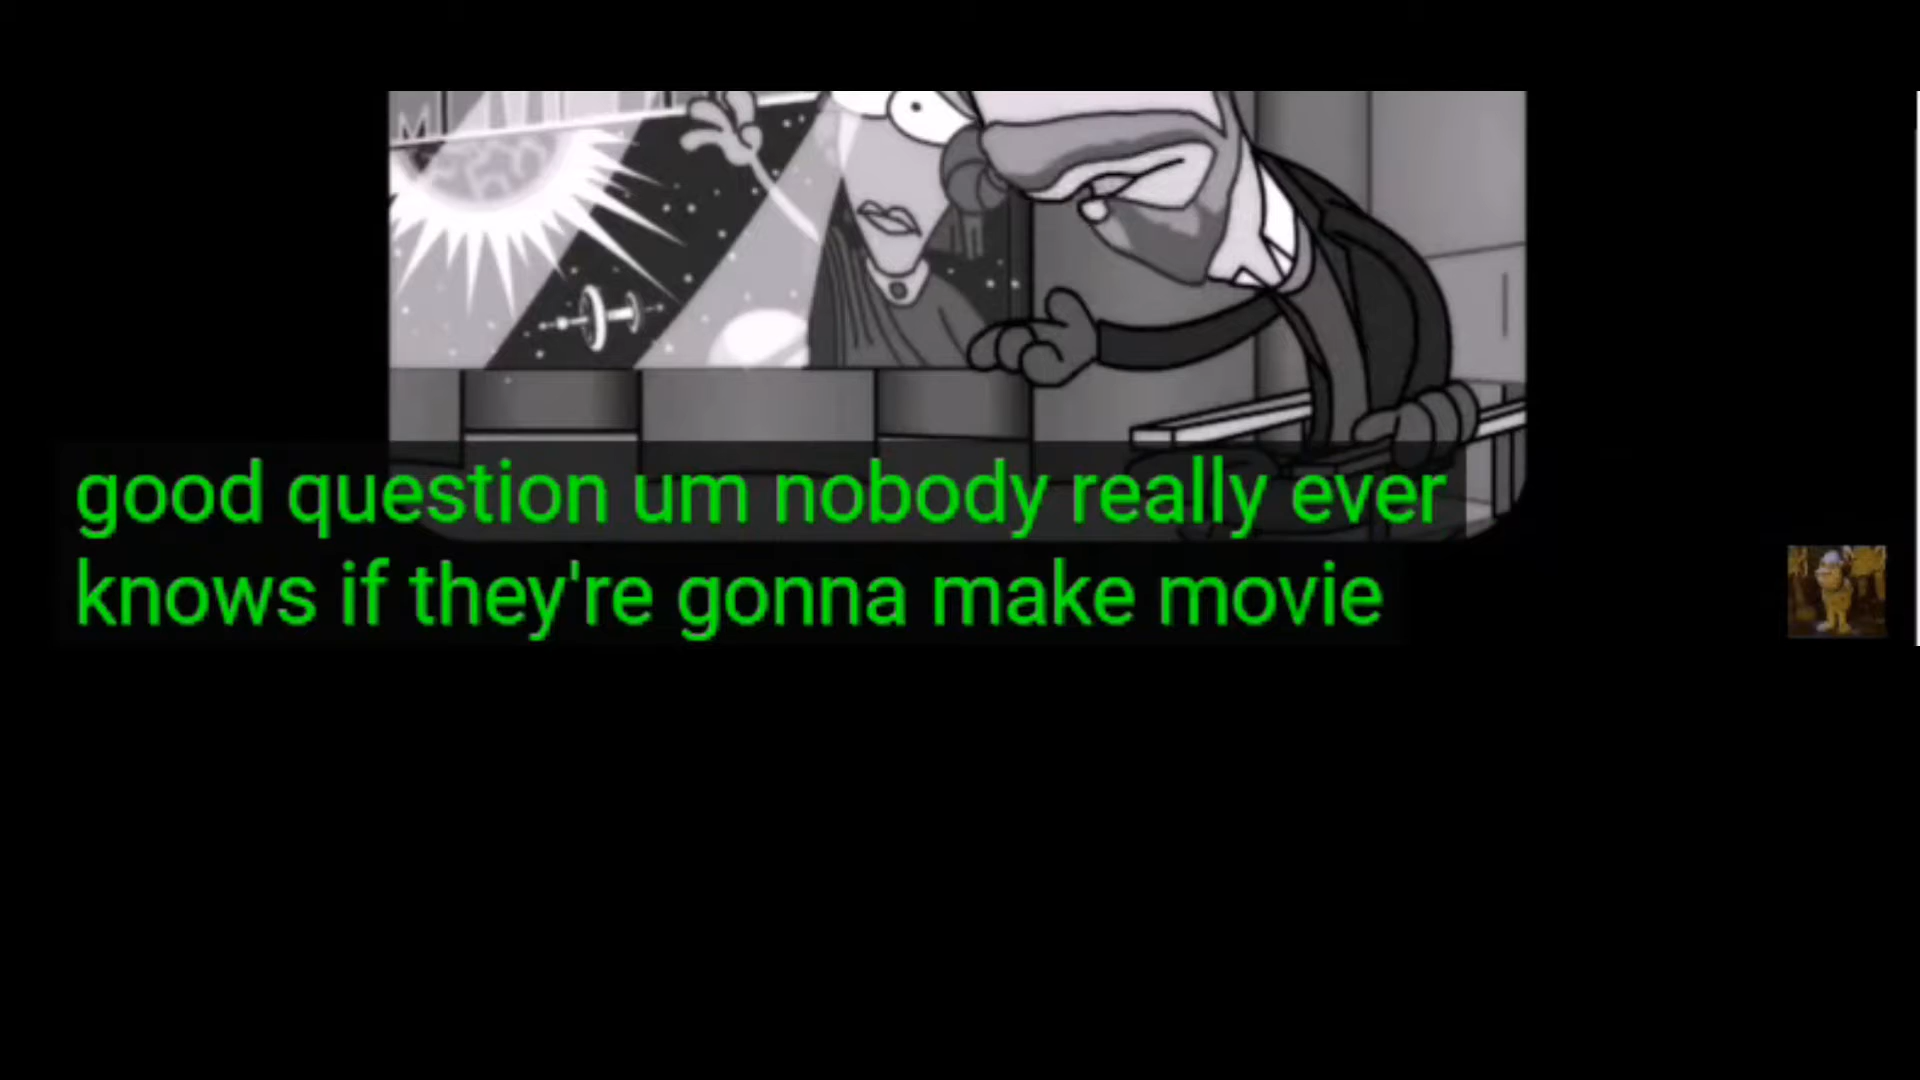 good question um nobody really ever
knows if they're gonna make movie